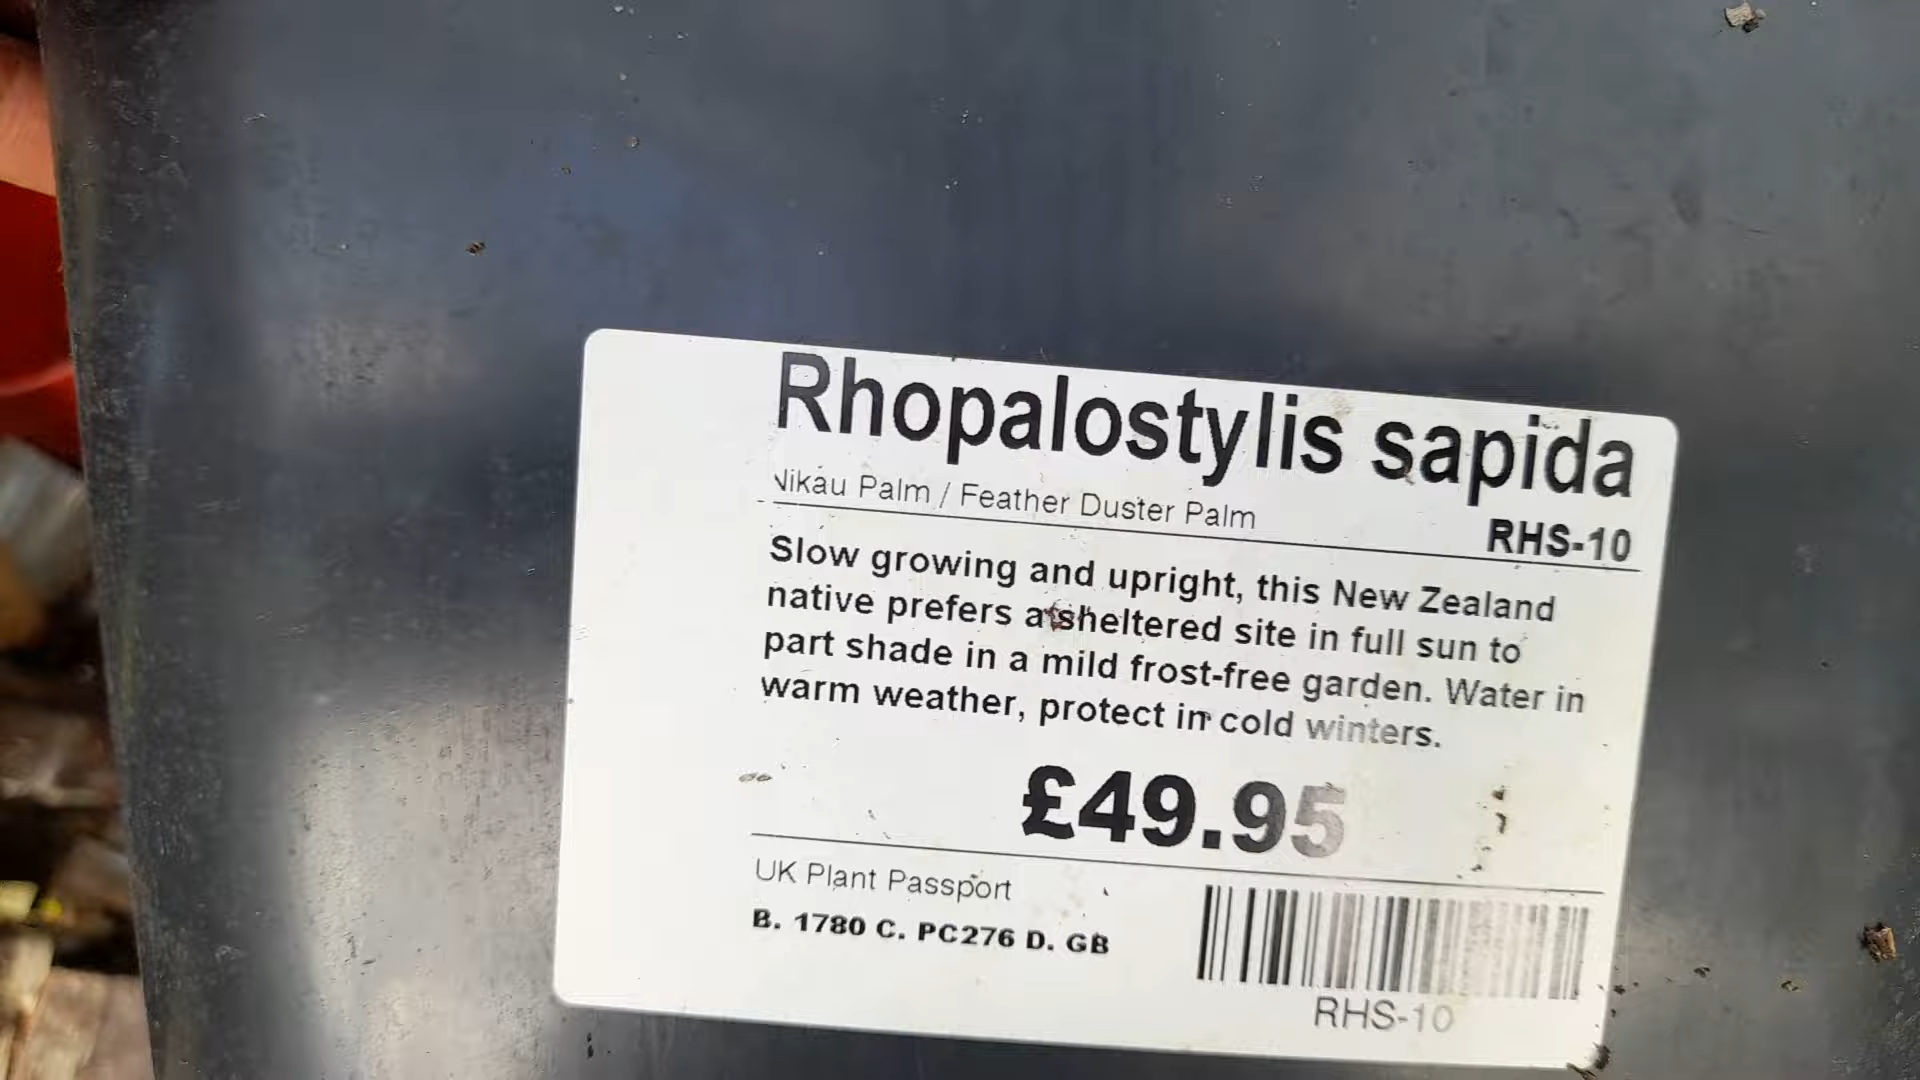 Rhopalostylis sapida
Nikau Palm / Feather Duster Palm
RHS-10
Slow growing and upright, this New Zealand
native prefers a sheltered site in full sun to
part shade in a mild frost-free garden. Water in
warm weather, protect in cold winters.
£49.95
UK Plant Passport
B. 1780 C. PC276 D. GB
RHS-10